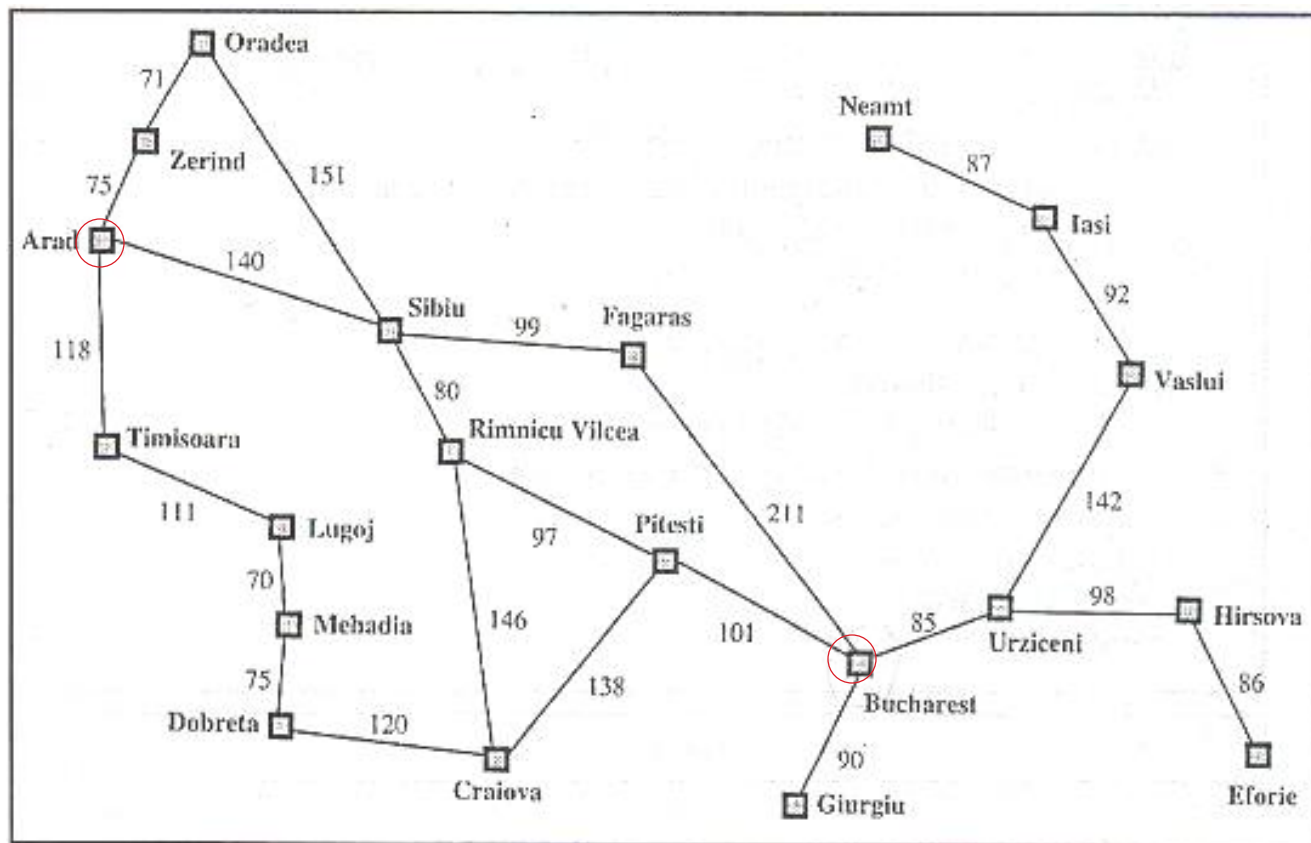 Oradea
71
Neamt
Zerind
87
151
75
Iasi
Arad
140
Sibiu
Fagaras
92
99
118
Vaslui
80
Timisoara
Rimnicu Vilcea
111
Lugoj
97
Pitesti
211
142
70
Mehadia
146
101
85
98
Hirsova
Urziceni
75
138
86
Dobreta
120
Bucharest
90
Craiova
Giurgiu
Eforie